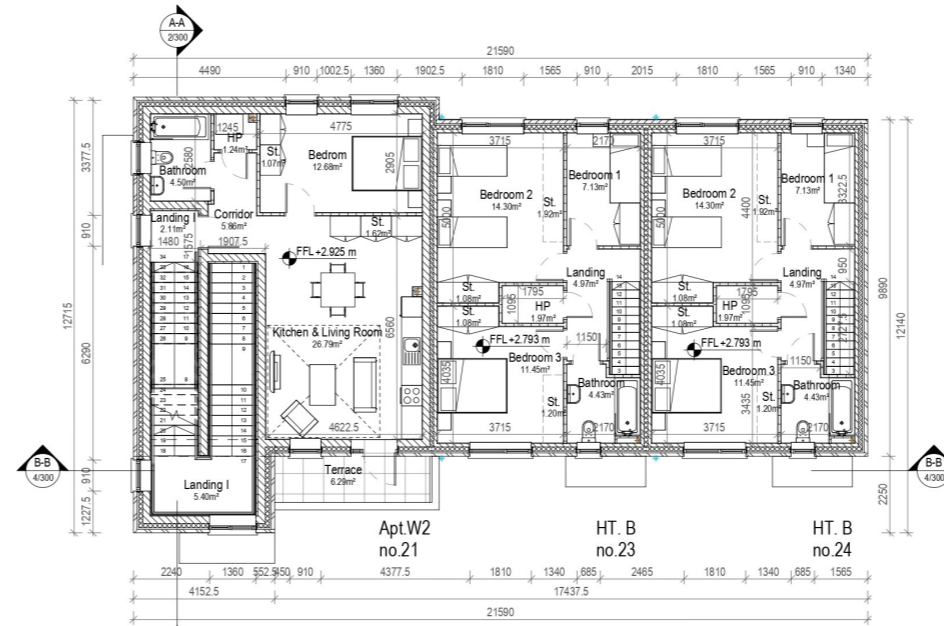 A-A
2/300
21590
4490 910 1002.5 1360 1902.5 1810 1565 910 2015 1810 1565 910 1340
12715
3377.5
910
6290
910
1227.5
1245
HP
1.24m²
St.
1.07m²
4775
Bedrom
12.68m²
2905
2580
Bathroom
4.50m²
Corridor
5.86m²
Landing I
2.11m²
1480
1907.5
1575
St.
1.62m²
FFL +2.925 m
Kitchen & Living Room
26.79m²
6560
4622.5
Terrace
6.29m²
Landing I
5.40m²
3715
2170
Bedroom 1
7.13m²
Bedroom 2
14.30m²
5000
St.
1.92m²
Landing
4.97m²
St.
1.08m²
St.
1.08m²
1795
1095
HP
1.97m²
FFL +2.793 m
1150
Bedroom 3
11.45m²
4035
Bathroom
4.43m²
St.
1.20m²
3715
2170
3715
Bedroom 1
7.13m²
3322.5
Bedroom 2
14.30m²
5000
4400
St.
1.92m²
Landing
4.97m²
950
St.
1.08m²
St.
1.08m²
1795
1095
HP
1.97m²
FFL +2.793 m
1150
Bedroom 3
11.45m²
4035
3435
Bathroom
4.43m²
St.
1.20m²
3715
2170
9890
12140
2250
B-B
4/300
B-B
4/300
Apt.W2
no.21
HT. B
no.23
HT. B
no.24
2240 1360 552.5 450 910 4377.5 1810 1340 685 2465 1810 1340 685 1565
4152.5 17437.5
21590